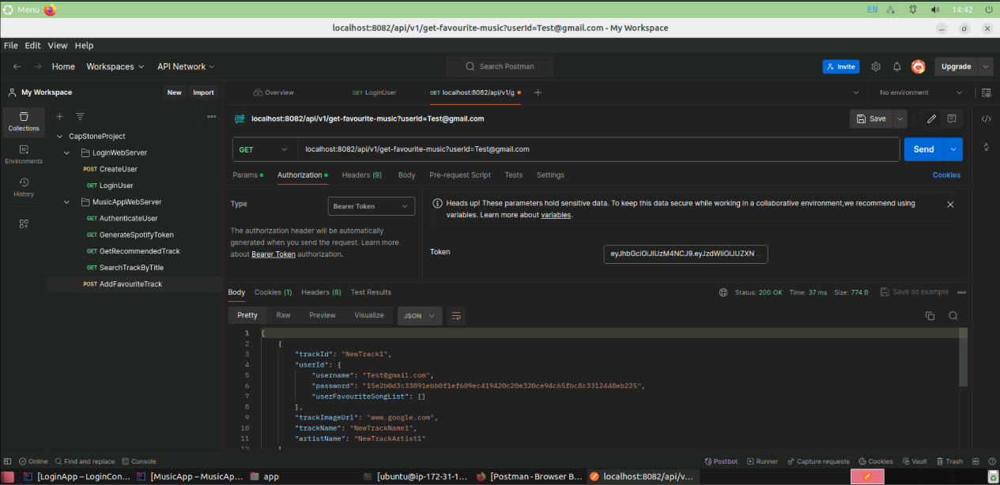 Menu EN 14:42
localhost:8082/api/v1/get-favourite-music?userId=Test@gmail.com - My Workspace
File Edit View Help
Home Workspaces API Network Search Postman Invite Upgrade
My Workspace New Import Overview GET LoginUser GET localhost:8082/api/v1/g No environment
Collections
Environments
History
CapStoneProject
LoginWebServer
POST CreateUser
GET LoginUser
MusicAppWebServer
GET AuthenticateUser
GET GenerateSpotifyToken
GET GetRecommendedTrack
GET SearchTrackByTitle
POST AddFavouriteTrack
localhost:8082/api/v1/get-favourite-music?userId=Test@gmail.com Save
GET localhost:8082/api/v1/get-favourite-music?userId=Test@gmail.com Send
Params Authorization Headers (9) Body Pre-request Script Tests Settings Cookies
Type Bearer Token
The authorization header will be automatically
generated when you send the request. Learn more
about Bearer Token authorization.
Heads up! These parameters hold sensitive data. To keep this data secure while working in a collaborative environment,we recommend using
variables. Learn more about variables.
Token eyJhbGciOiJIUzM4NCJ9.eyJzdWIiOiJUZXN ...
Body Cookies (1) Headers (8) Test Results Status: 200 OK Time: 37 ms Size: 774 B Save as example
Pretty Raw Preview Visualize JSON
1 [
2 {
3 "trackId": "NewTrack1",
4 "userId": {
5 "username": "Test@gmail.com",
6 "password": "15e2b0d3c33891ebb0f1ef609ec419420c20e320ce94c65fbc8c3312448eb225",
7 "userFavouriteSongList": []
8 },
9 "trackImageUrl": "www.google.com",
10 "trackName": "NewTrackName1",
11 "artistName": "NewTrackArtist1"
12
Online Find and replace Console Postbot Runner Capture requests Cookies Vault Trash
[LoginApp – LoginCon... [MusicApp – MusicAp... app [ubuntu@ip-172-31-1... [Postman - Browser B... localhost:8082/api/v...